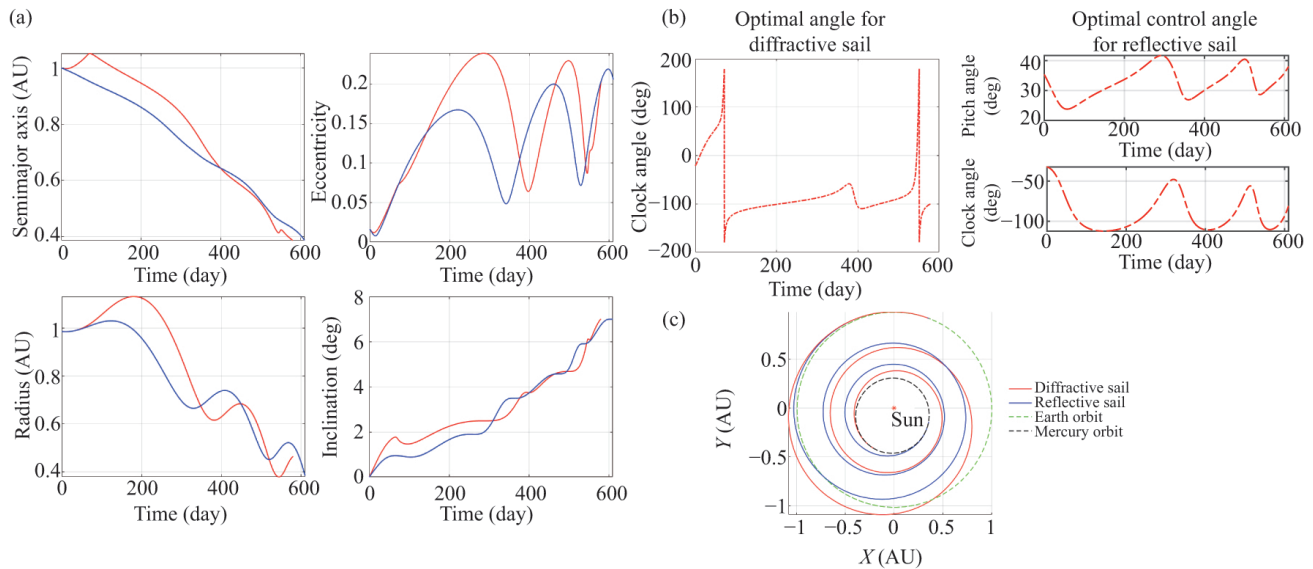 (a)
Semimajor axis (AU)
1
0.8
0.6
0.4
0
200
400
600
Time (day)
Eccentricity
0.2
0.15
0.1
0.05
0
0
200
400
600
Time (day)
Radius (AU)
1
0.8
0.6
0.4
0
200
400
600
Time (day)
Inclination (deg)
8
6
4
2
0
0
200
400
600
Time (day)
(b)
Optimal angle for
diffractive sail
Clock angle (deg)
200
100
0
−100
−200
0
200
400
600
Time (day)
Optimal control angle
for reflective sail
Pitch angle
(deg)
40
30
20
0
200
400
600
Time (day)
Clock angle
(deg)
−50
−100
0
200
400
600
Time (day)
(c)
Y (AU)
0.5
0
−0.5
−1
−1
−0.5
0
0.5
1
X (AU)
Sun
Diffractive sail
Reflective sail
Earth orbit
Mercury orbit